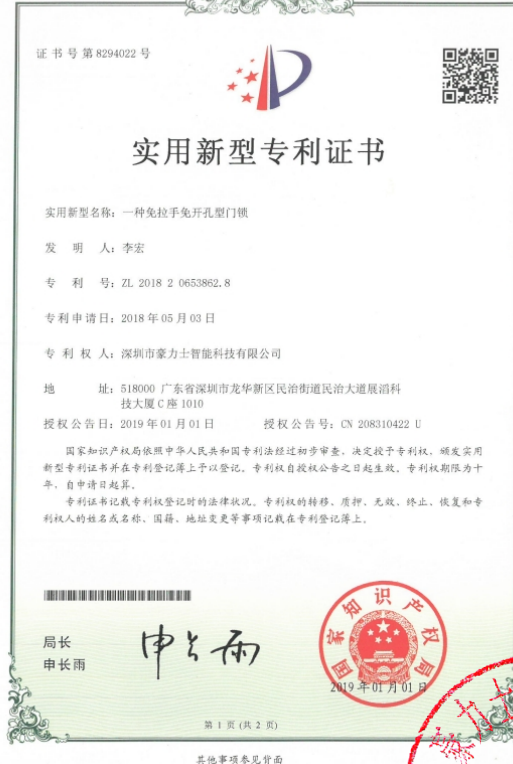 证书号第8294022号
实用新型专利证书
实用新型名称：一种免拉手免开孔型门锁
发明人：李宏
专利号：ZL 2018 2 0653862.8
专利申请日：2018年05月03日
专利权人：深圳市豪力士智能科技有限公司
地址：518000 广东省深圳市龙华新区民治街道民治大道展滔科
技大厦C座1010
授权公告日：2019年01月01日 授权公告号：CN 208310422 U
国家知识产权局依照中华人民共和国专利法经过初步审查，决定授予专利权，颁发实用
新型专利证书并在专利登记簿上予以登记。专利权自授权公告之日起生效。专利权期限为十
年，自申请日起算。
专利证书记载专利权登记时的法律状况。专利权的转移、质押、无效、终止、恢复和专
利权人的姓名或名称、国籍、地址变更等事项记载在专利登记簿上。
局长
申长雨
申长雨
国家知识产权局
2019年01月01日
第 1 页 (共 2 页)
其他事项参见背面